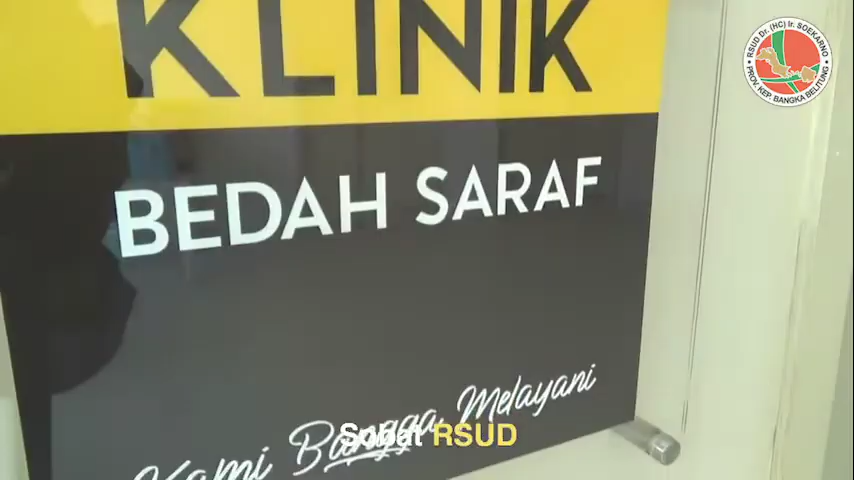 KLINIK
BEDAH SARAF
Kami Bangga Melayani
Sobat RSUD
RSUD Dr. (HC) Ir. SOEKARNO
PROV. KEP. BANGKA BELITUNG